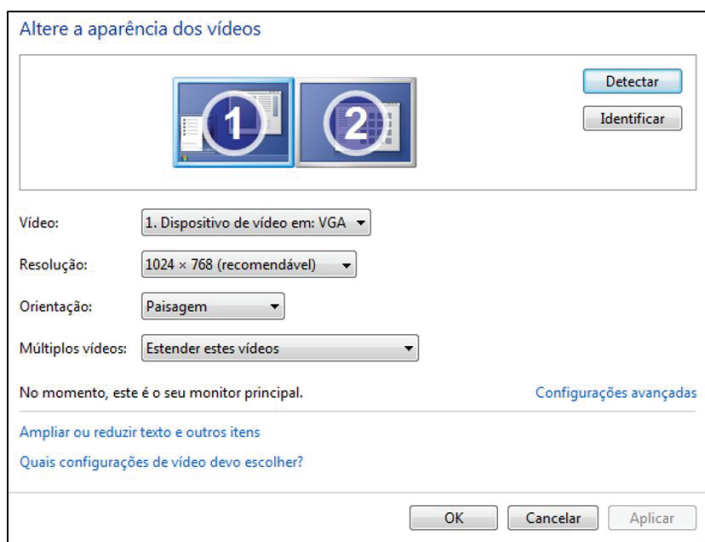 Altere a aparência dos vídeos
1
2
Detectar
Identificar
Vídeo: 1. Dispositivo de vídeo em: VGA
Resolução: 1024 × 768 (recomendável)
Orientação: Paisagem
Múltiplos vídeos: Estender estes vídeos
No momento, este é o seu monitor principal. Configurações avançadas
Ampliar ou reduzir texto e outros itens
Quais configurações de vídeo devo escolher?
OK Cancelar Aplicar